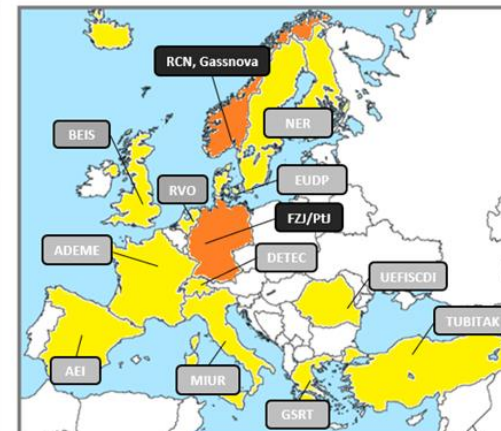 RCN, Gassnova
BEIS
NER
RVO
EUDP
FZJ/PtJ
ADEME
DETEC
UEFISCDI
TUBITAK
AEI
MIUR
GSRT